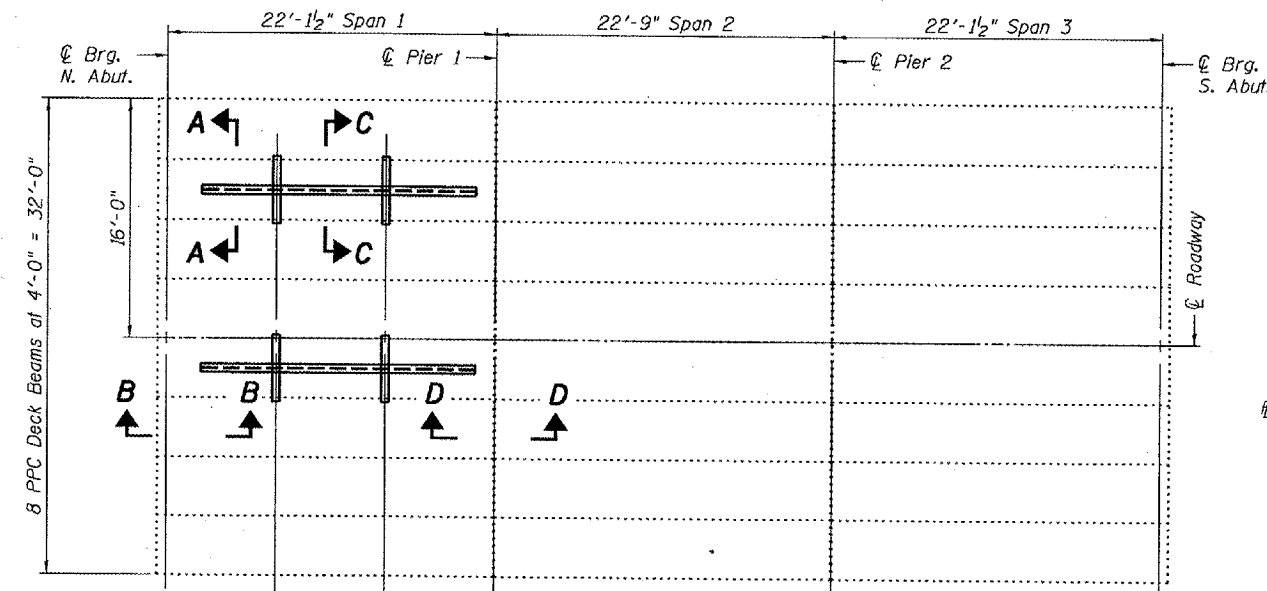 22'-1½" Span 1
22'-9" Span 2
22'-1½" Span 3
℄ Brg.
N. Abut.
℄ Pier 1
℄ Pier 2
℄ Brg.
S. Abut.
A
C
A
C
16'-0"
8 PPC Deck Beams at 4'-0" = 32'-0"
℄ Roadway
B
B
D
D